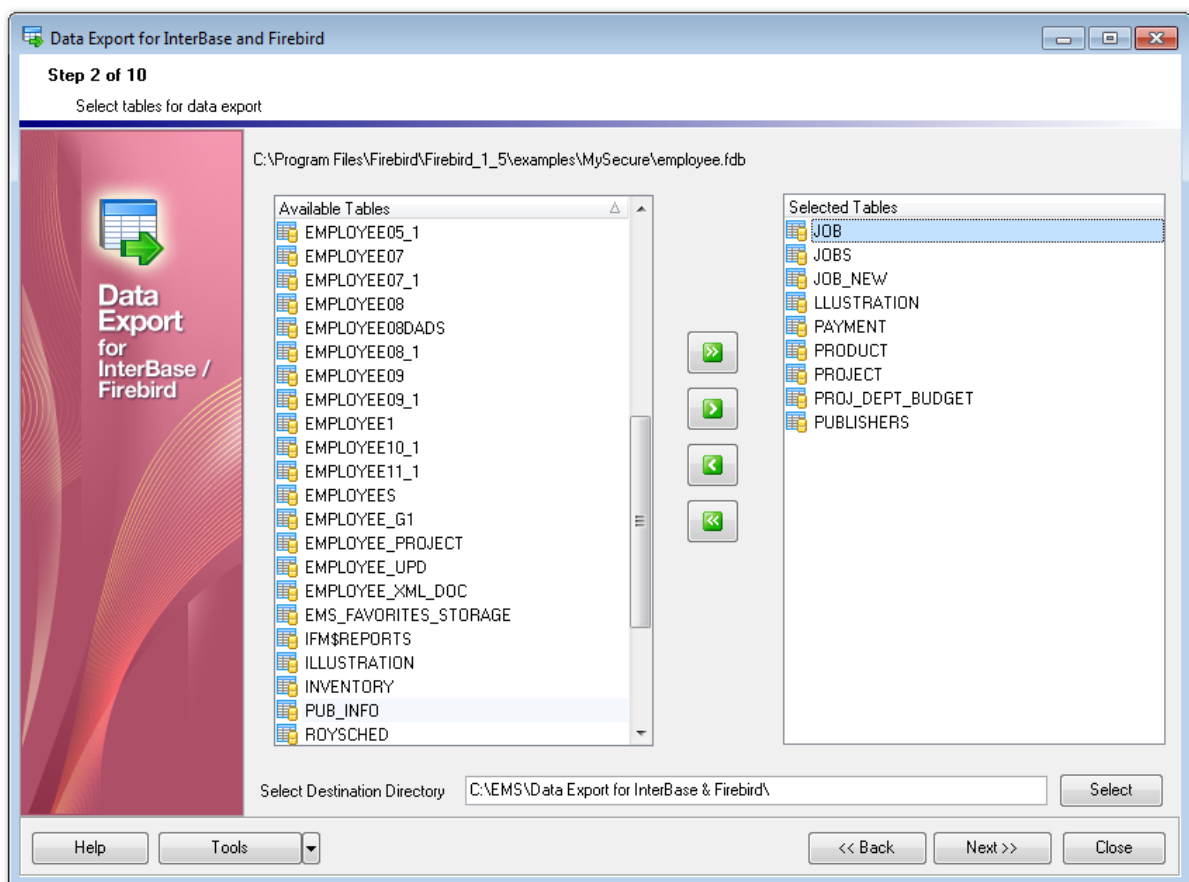 Data Export for InterBase and Firebird
Step 2 of 10
Select tables for data export
C:\Program Files\Firebird\Firebird_1_5\examples\MySecure\employee.fdb
Data
Export
for
InterBase /
Firebird
Available Tables
EMPLOYEE05_1
EMPLOYEE07
EMPLOYEE07_1
EMPLOYEE08
EMPLOYEE08DADS
EMPLOYEE08_1
EMPLOYEE09
EMPLOYEE09_1
EMPLOYEE1
EMPLOYEE10_1
EMPLOYEE11_1
EMPLOYEES
EMPLOYEE_G1
EMPLOYEE_PROJECT
EMPLOYEE_UPD
EMPLOYEE_XML_DOC
EMS_FAVORITES_STORAGE
IFM$REPORTS
ILLUSTRATION
INVENTORY
PUB_INFO
ROYSCHED
Selected Tables
JOB
JOBS
JOB_NEW
LLUSTRATION
PAYMENT
PRODUCT
PROJECT
PROJ_DEPT_BUDGET
PUBLISHERS
Select Destination Directory C:\EMS\Data Export for InterBase & Firebird\ Select
Help Tools << Back Next >> Close